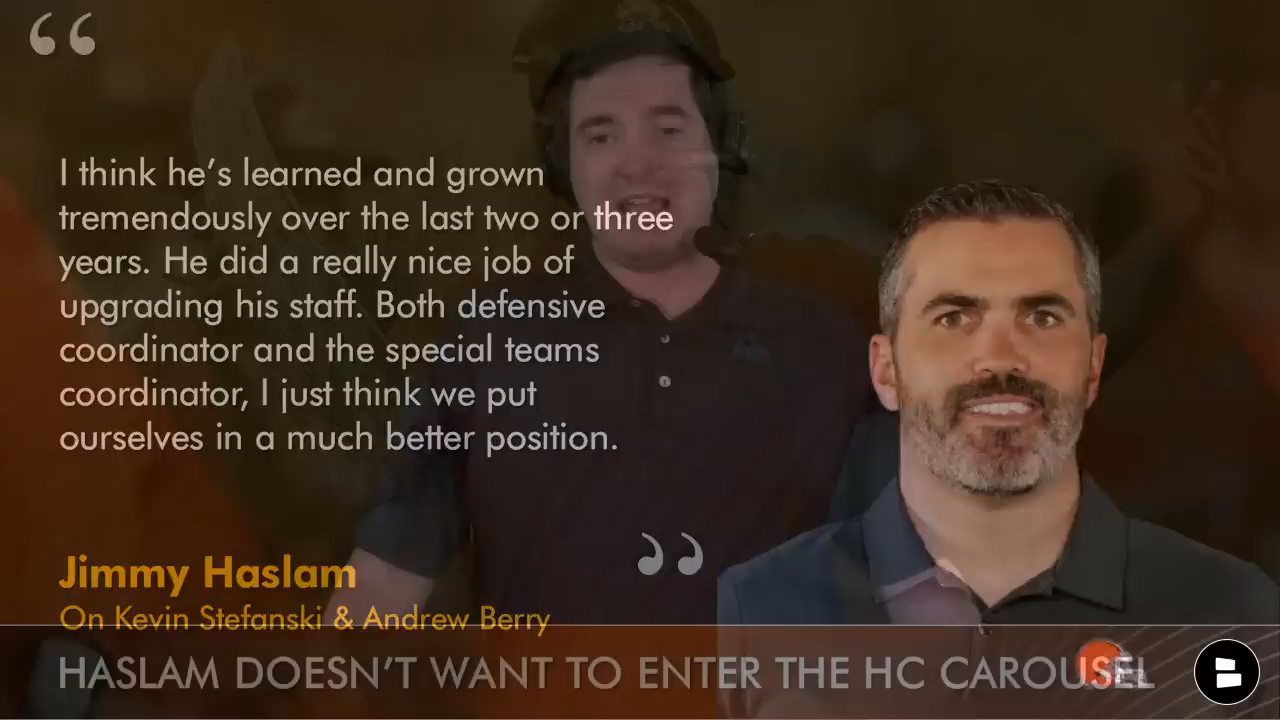 “
I think he’s learned and grown
tremendously over the last two or three
years. He did a really nice job of
upgrading his staff. Both defensive
coordinator and the special teams
coordinator, I just think we put
ourselves in a much better position.
”
Jimmy Haslam
On Kevin Stefanski & Andrew Berry
HASLAM DOESN’T WANT TO ENTER THE HC CAROUSEL